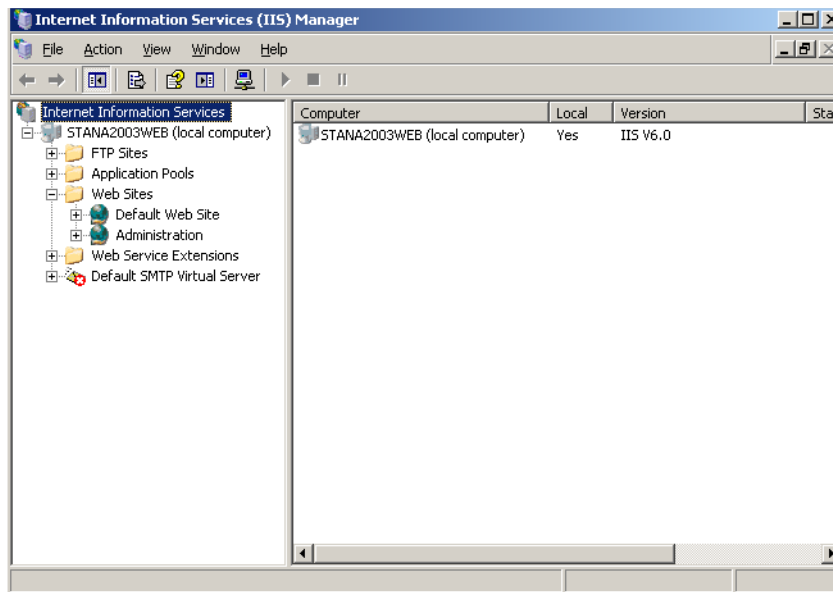 Internet Information Services (IIS) Manager
File Action View Window Help
Internet Information Services
STANA2003WEB (local computer)
FTP Sites
Application Pools
Web Sites
Default Web Site
Administration
Web Service Extensions
Default SMTP Virtual Server
Computer Local Version Sta
STANA2003WEB (local computer) Yes IIS V6.0